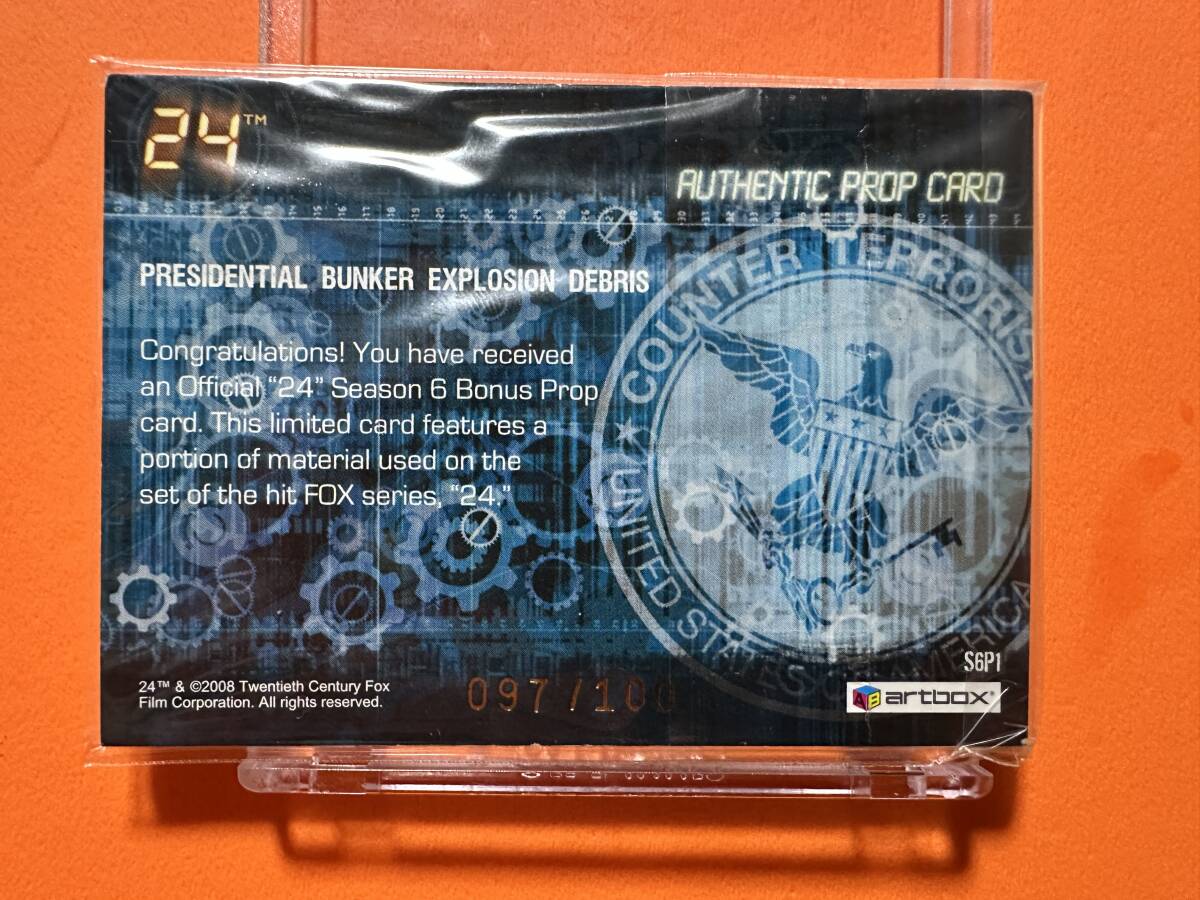 24™
AUTHENTIC PROP CARD
PRESIDENTIAL BUNKER EXPLOSION DEBRIS
Congratulations! You have received
an Official "24" Season 6 Bonus Prop
card. This limited card features a
portion of material used on the
set of the hit FOX series, "24."
COUNTER TERRORIS
UNITED STATES OF AMERICA
S6P1
24™ & ©2008 Twentieth Century Fox
Film Corporation. All rights reserved.
097/100
AB artbox®